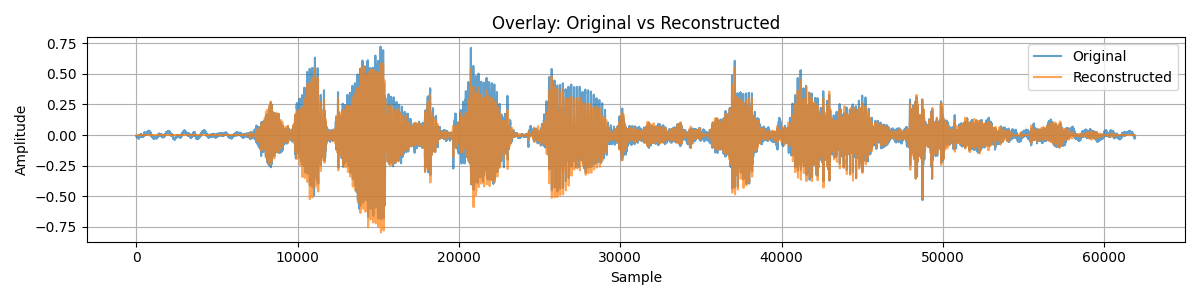 Overlay: Original vs Reconstructed
Original
Reconstructed
0.75
0.50
0.25
0.00
−0.25
−0.50
−0.75
Amplitude
0 10000 20000 30000 40000 50000 60000
Sample